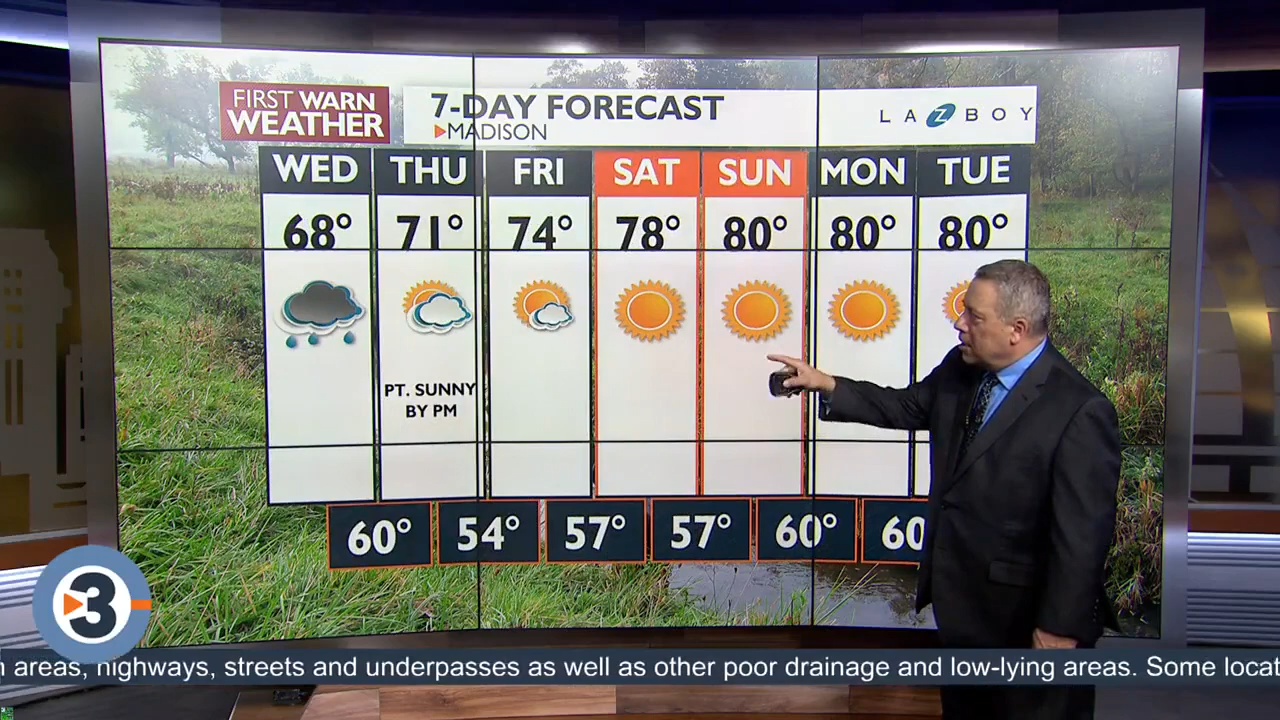 FIRST WARN
WEATHER
7-DAY FORECAST
MADISON
LA Z BOY
WED THU FRI SAT SUN MON TUE
68° 71° 74° 78° 80° 80° 80°
PT. SUNNY
BY PM
60° 54° 57° 57° 60° 60
3
areas, highways, streets and underpasses as well as other poor drainage and low-lying areas. Some locat